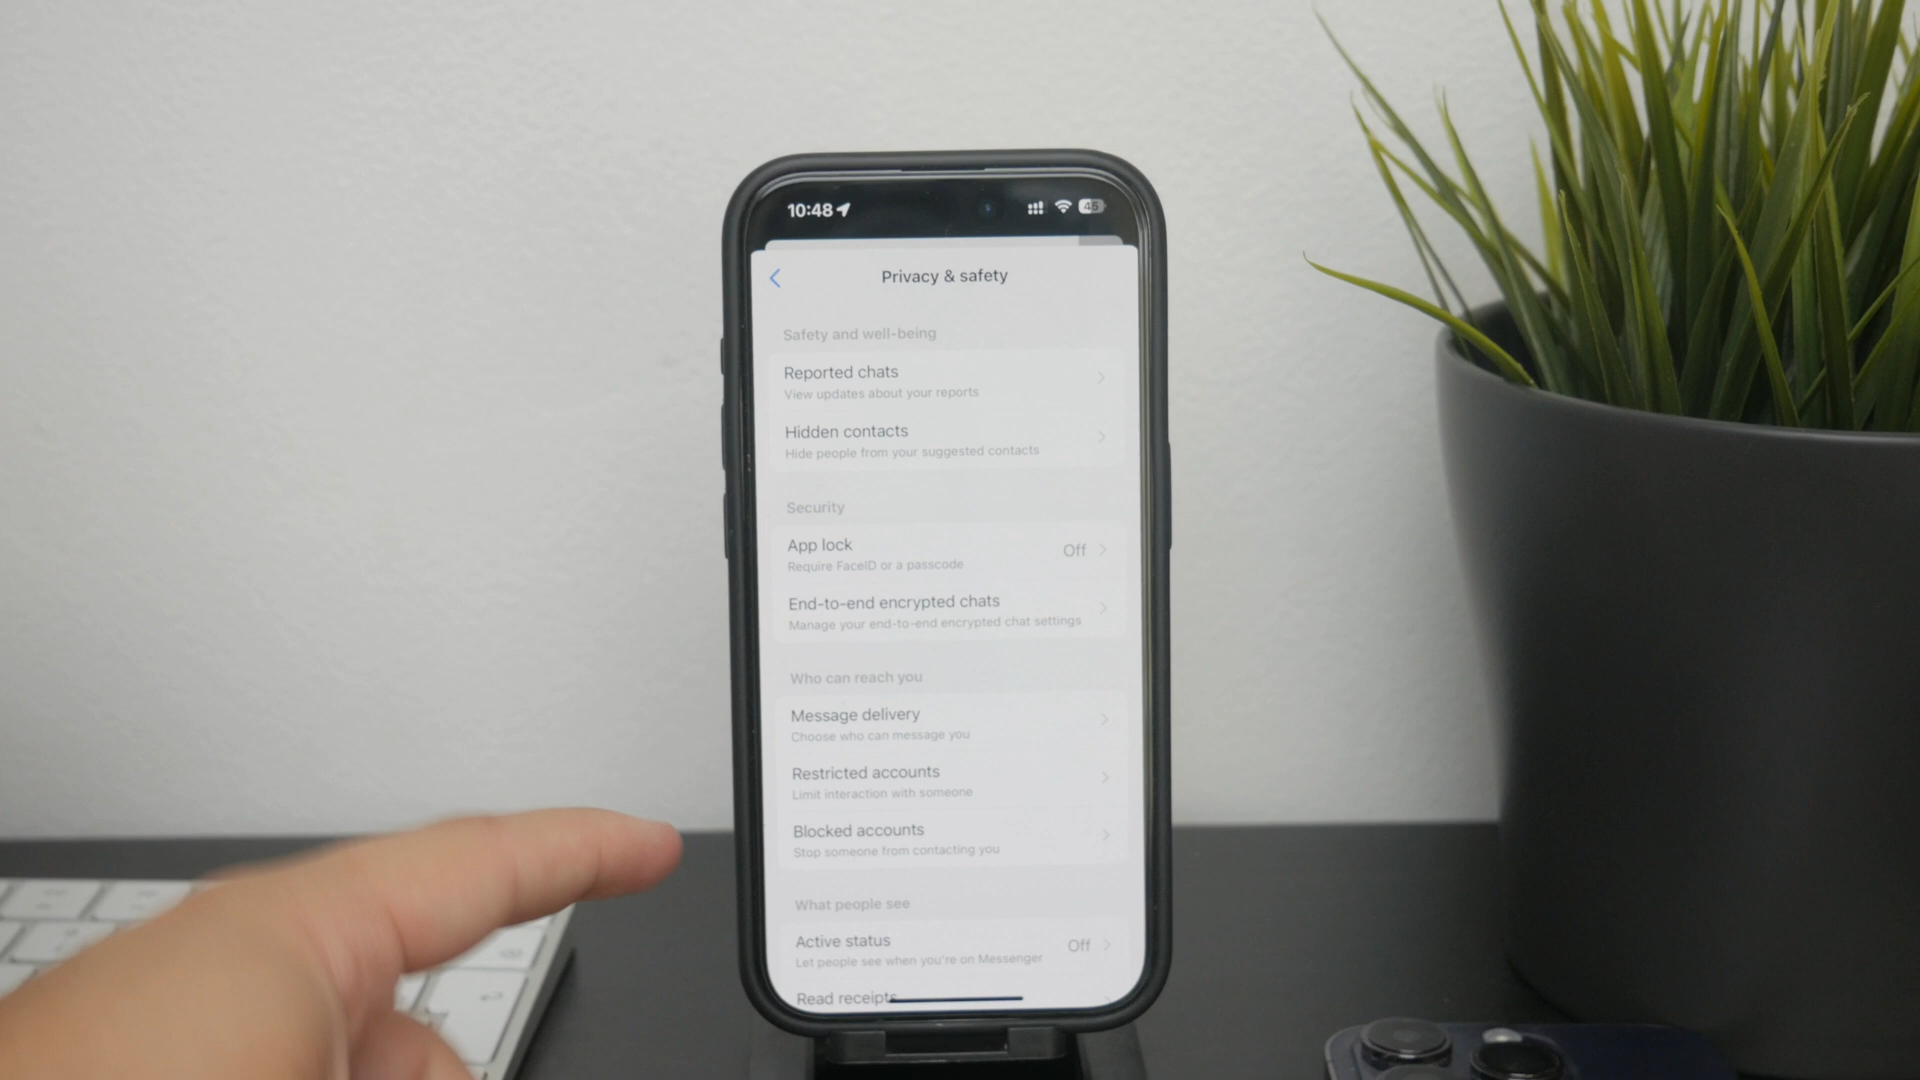 10:48
45
Privacy & safety
Safety and well-being
Reported chats
View updates about your reports
Hidden contacts
Hide people from your suggested contacts
Security
App lock
Off
Require FaceID or a passcode
End-to-end encrypted chats
Manage your end-to-end encrypted chat settings
Who can reach you
Message delivery
Choose who can message you
Restricted accounts
Limit interaction with someone
Blocked accounts
Stop someone from contacting you
What people see
Active status
Off
Let people see when you're on Messenger
Read receipts